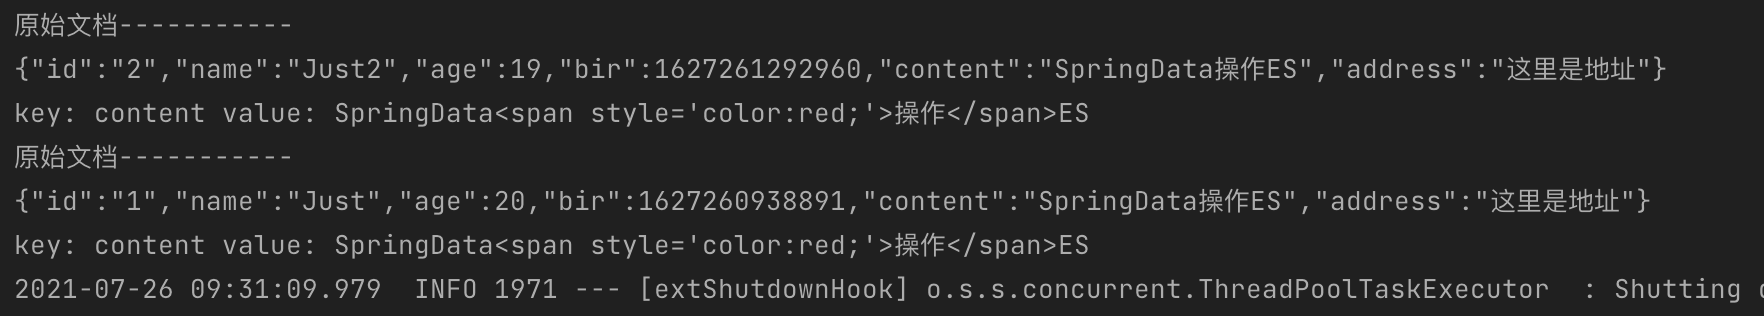 原始文档-----------
{"id":"2","name":"Just2","age":19,"bir":1627261292960,"content":"SpringData操作ES","address":"这里是地址"}
key: content value: SpringData<span style='color:red;'>操作</span>ES
原始文档-----------
{"id":"1","name":"Just","age":20,"bir":1627260938891,"content":"SpringData操作ES","address":"这里是地址"}
key: content value: SpringData<span style='color:red;'>操作</span>ES
2021-07-26 09:31:09.979  INFO 1971 --- [extShutdownHook] o.s.s.concurrent.ThreadPoolTaskExecutor  : Shutting